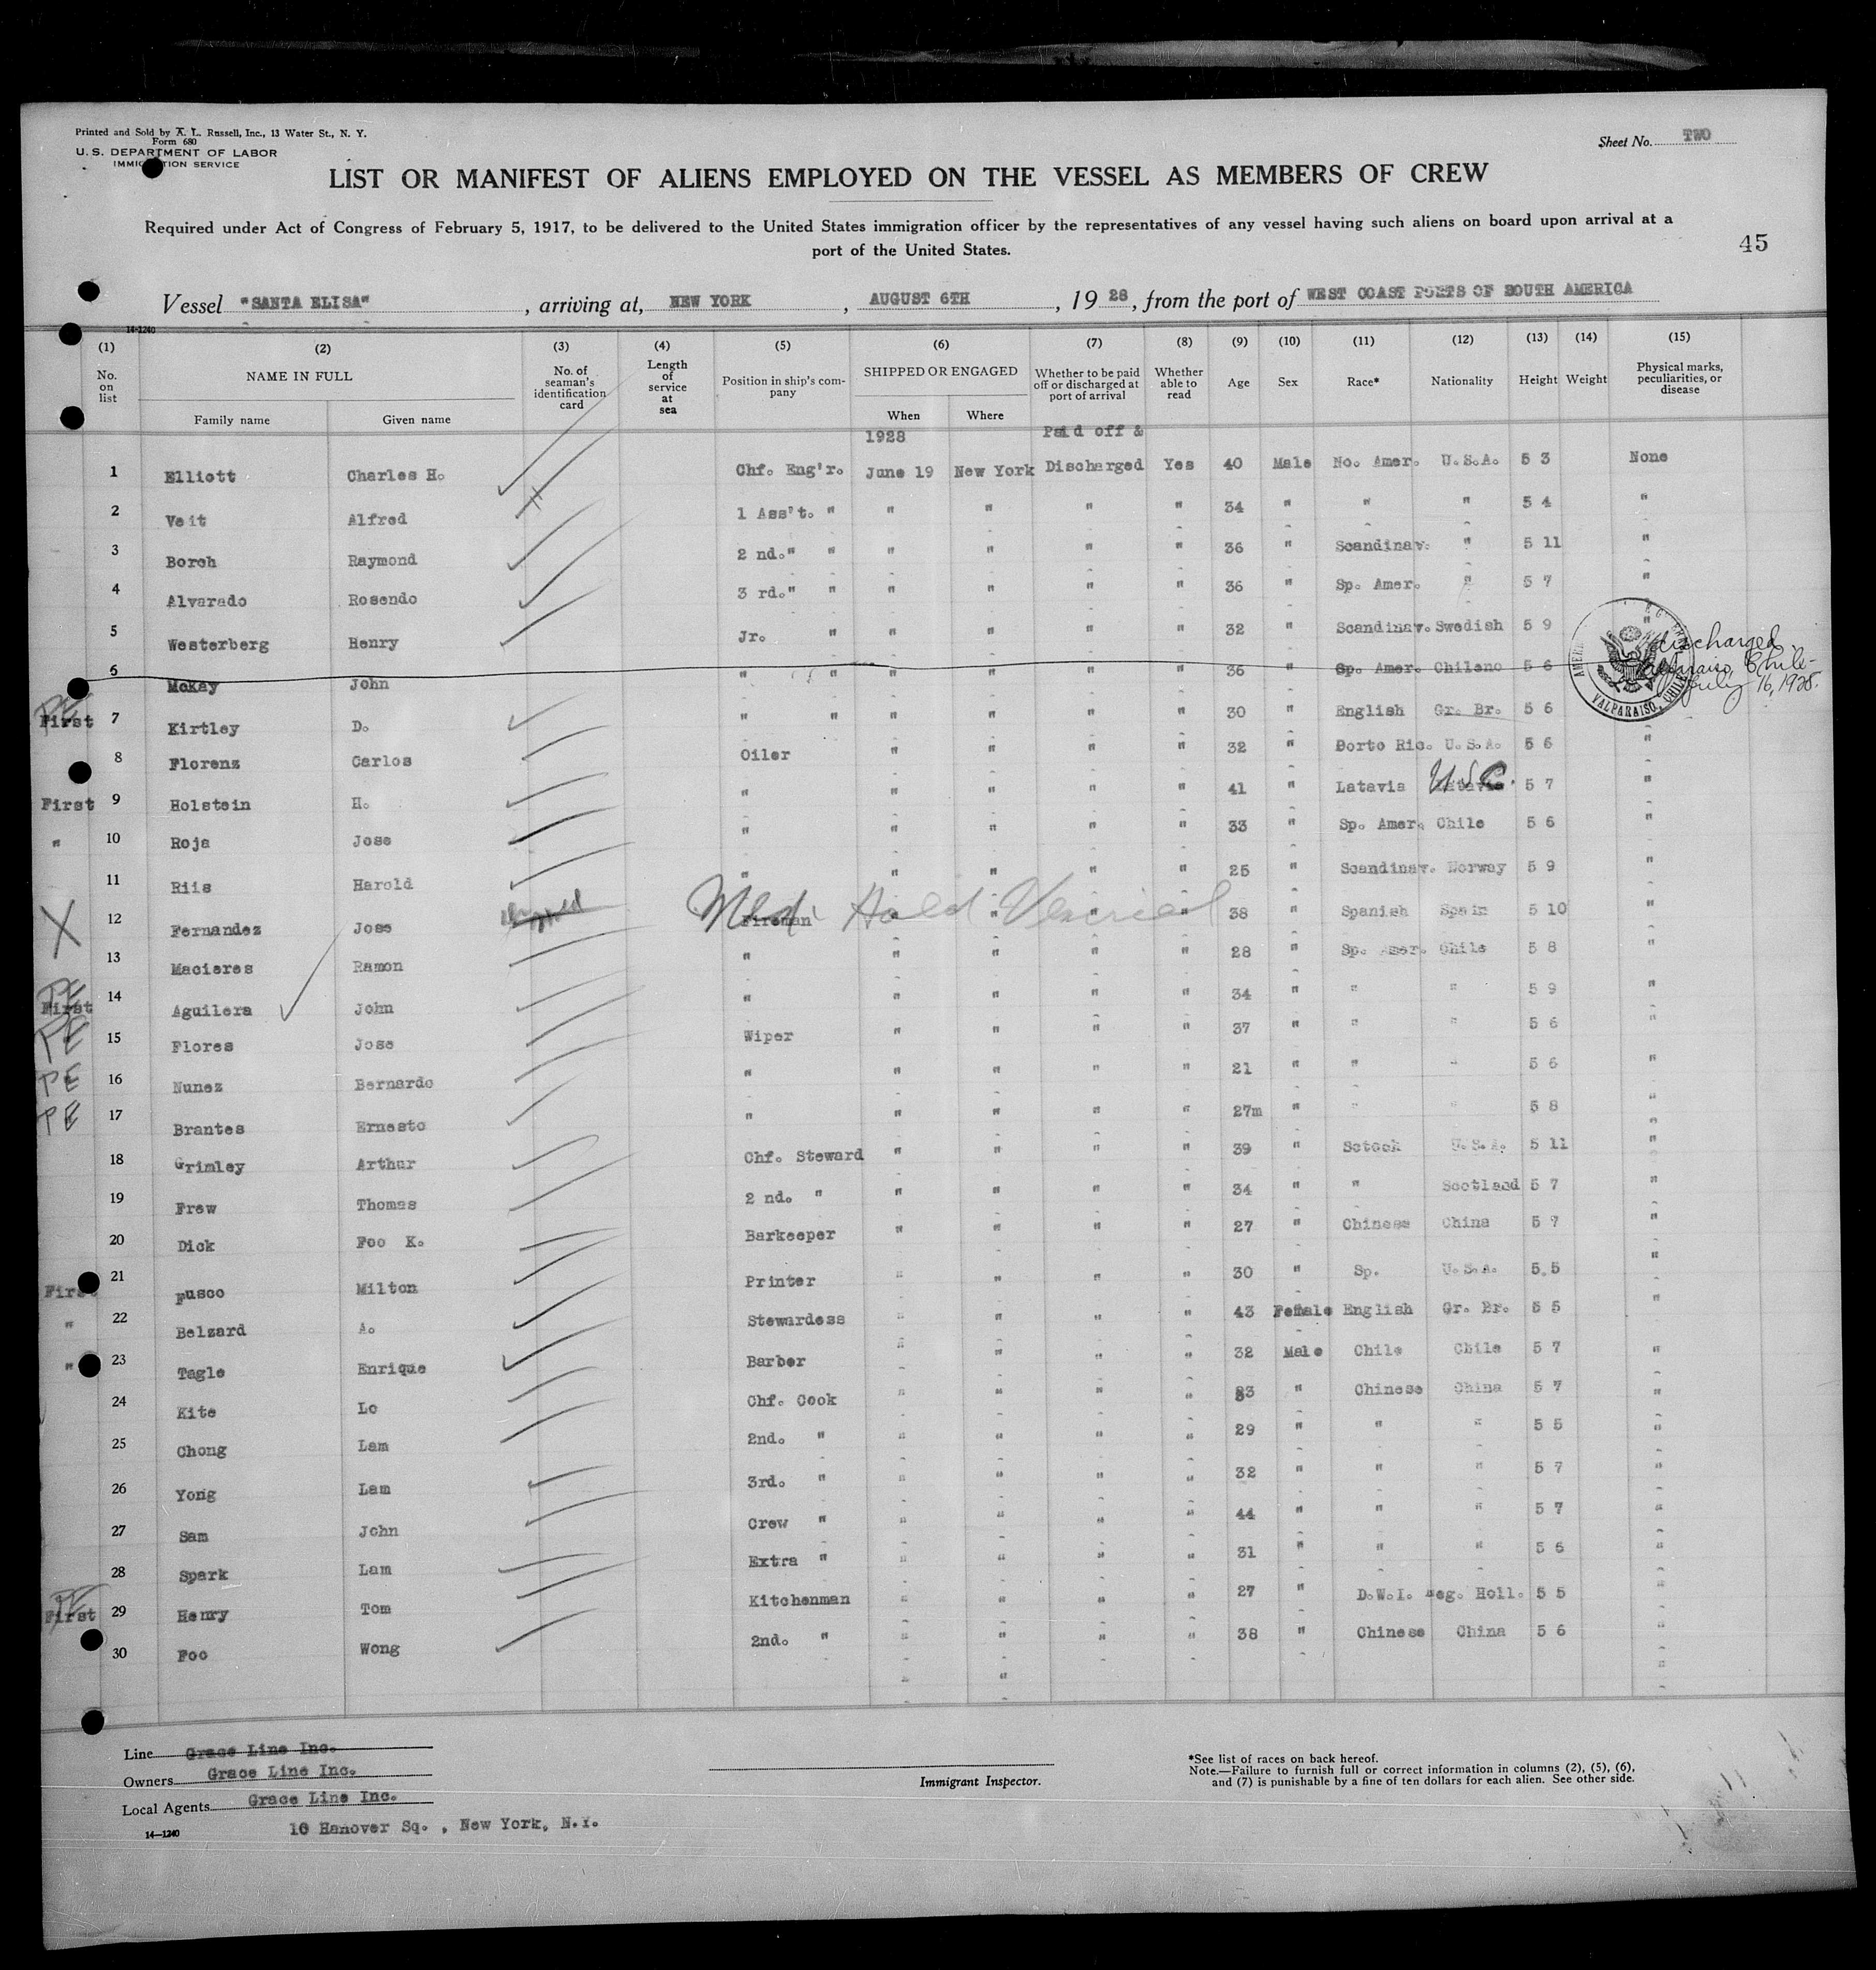 Printed and Sold by A. L. Russell, Inc., 13 Water St., N. Y.
Form 680
U. S. DEPARTMENT OF LABOR
IMMIGRATION SERVICE
Sheet No. TWO
LIST OR MANIFEST OF ALIENS EMPLOYED ON THE VESSEL AS MEMBERS OF CREW
Required under Act of Congress of February 5, 1917, to be delivered to the United States immigration officer by the representatives of any vessel having such aliens on board upon arrival at a
port of the United States.
45
Vessel "SANTA ELISA", arriving at, NEW YORK, AUGUST 6TH, 1928, from the port of WEST COAST PORTS OF SOUTH AMERICA
14-1240
(1) (2) (3) (4) (5) (6) (7) (8) (9) (10) (11) (12) (13) (14) (15)
No. on list NAME IN FULL Family name Given name No. of seaman's identification card Length of service at sea Position in ship's company SHIPPED OR ENGAGED When Where Whether to be paid off or discharged at port of arrival Whether able to read Age Sex Race* Nationality Height Weight Physical marks, peculiarities, or disease
1928 Paid off &
1 Elliott Charles H. Chf. Eng'r. June 19 New York Discharged Yes 40 Male No. Amer. U.S.A. 5 3 None
2 Veit Alfred 1 Ass't. " " " " " 34 " " " 5 4 "
3 Borch Raymond 2 nd." " " " " " 36 " Scandinav. " 5 11 "
4 Alvarado Rosendo 3 rd." " " " " " 36 " Sp. Amer. " 5 7 "
5 Westerberg Henry Jr. " " " " " 32 " Scandinav. Swedish 5 9 "
6 McKay John " " " " " " 36 " Sp. Amer. Chileno 5 6 discharged Valparaiso, Chile- July 16, 1928.
VALPARAISO, CHILE
PE First 7 Kirtley D. " " " " " " 30 " English Gr. Br. 5 6
8 Florenz Carlos Oiler " " " " 32 " Porto Ric. U.S.A. 5 6 "
First 9 Holstein H. " " " " " 41 " Latavia U.S.C. 5 7 "
" 10 Roja Jose " " " " " 33 " Sp. Amer. Chile 5 6 "
11 Riis Harold " " " " " 25 " Scandinav. Norway 5 9 "
X 12 Fernandez Jose Fireman " " " " 38 " Spanish Spain 5 10 "
Med Held
13 Macieres Ramon " " " " " 28 " Sp. Amer. Chile 5 8 "
PE First 14 Aguilera John " " " " " 34 " " " 5 9 "
PE 15 Flores Jose Wiper " " " " 37 " " " 5 6 "
PE 16 Nunez Bernardo " " " " " 21 " " " 5 6 "
PE 17 Brantes Ernesto " " " " " 27m " " " 5 8 "
18 Grimley Arthur Chf. Steward " " " " 39 " Sctoch U.S.A. 5 11 "
19 Frew Thomas 2 nd. " " " " " 34 " " Scotland 5 7 "
20 Dick Foo K. Barkeeper " " " " 27 " Chinese China 5 7 "
First 21 Fusco Milton Printer " " " " 30 " Sp. U.S.A. 5.5 "
" 22 Belzard A. Stewardess " " " " 43 Female English Gr. Br. 5 5 "
" 23 Tagle Enrique Barber " " " " 32 Male Chile Chile 5 7 "
24 Kite Lo Chf. Cook " " " " 33 " Chinese China 5 7 "
25 Chong Lam 2nd. " " " " " 29 " " " 5 5 "
26 Yong Lam 3rd. " " " " " 32 " " " 5 7 "
27 Sam John Crew " " " " " 44 " " " 5 7 "
28 Spark Lam Extra " " " " " 31 " " " 5 6 "
PE First 29 Henry Tom Kitchenman " " " " 27 " D.W.I. Neg. Holl. 5 5 "
30 Foo Wong 2nd. " " " " " 38 " Chinese China 5 6 "
Line Grace Line Inc.
Owners Grace Line Inc.
Local Agents Grace Line Inc.
10 Hanover Sq., New York, N.Y.
14-1240
Immigrant Inspector.
*See list of races on back hereof.
Note.—Failure to furnish full or correct information in columns (2), (5), (6),
and (7) is punishable by a fine of ten dollars for each alien. See other side.